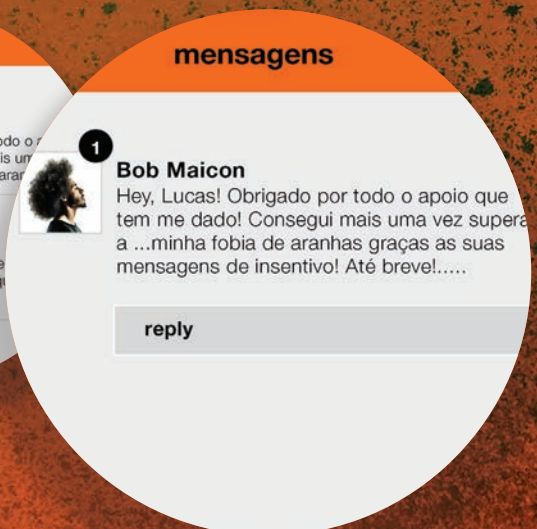 mensagens
1
Bob Maicon
Hey, Lucas! Obrigado por todo o apoio que
tem me dado! Consegui mais uma vez supera
a ...minha fobia de aranhas graças as suas
mensagens de insentivo! Até breve!.....
reply